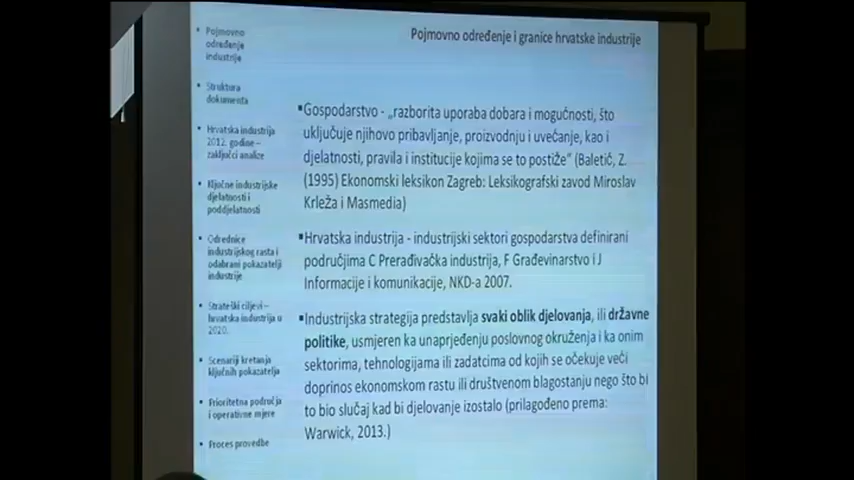 Pojmovno
određenje
industrije
Struktura
dokumenta
Hrvatska industrija
2012. godine –
zaključci analize
Ključne industrijske
djelatnosti i
poddjelatnosti
Odrednice
industrijskog rasta i
odabrani pokazatelji
industrije
Strateški ciljevi –
hrvatska industrija u
2020.
Scenariji kretanja
ključnih pokazatelja
Prioritetna područja
i operativne mjere
Proces provedbe
Pojmovno određenje i granice hrvatske industrije
▪Gospodarstvo - „razborita uporaba dobara i mogućnosti, što
uključuje njihovo pribavljanje, proizvodnju i uvećanje, kao i
djelatnosti, pravila i institucije kojima se to postiže“ (Baletić, Z.
(1995) Ekonomski leksikon Zagreb: Leksikografski zavod Miroslav
Krleža i Masmedia)
▪Hrvatska industrija - industrijski sektori gospodarstva definirani
područjima C Prerađivačka industrija, F Građevinarstvo i J
Informacije i komunikacije, NKD-a 2007.
▪Industrijska strategija predstavlja svaki oblik djelovanja, ili državne
politike, usmjeren ka unaprjeđenju poslovnog okruženja i ka onim
sektorima, tehnologijama ili zadatcima od kojih se očekuje veći
doprinos ekonomskom rastu ili društvenom blagostanju nego što bi
to bio slučaj kad bi djelovanje izostalo (prilagođeno prema:
Warwick, 2013.)